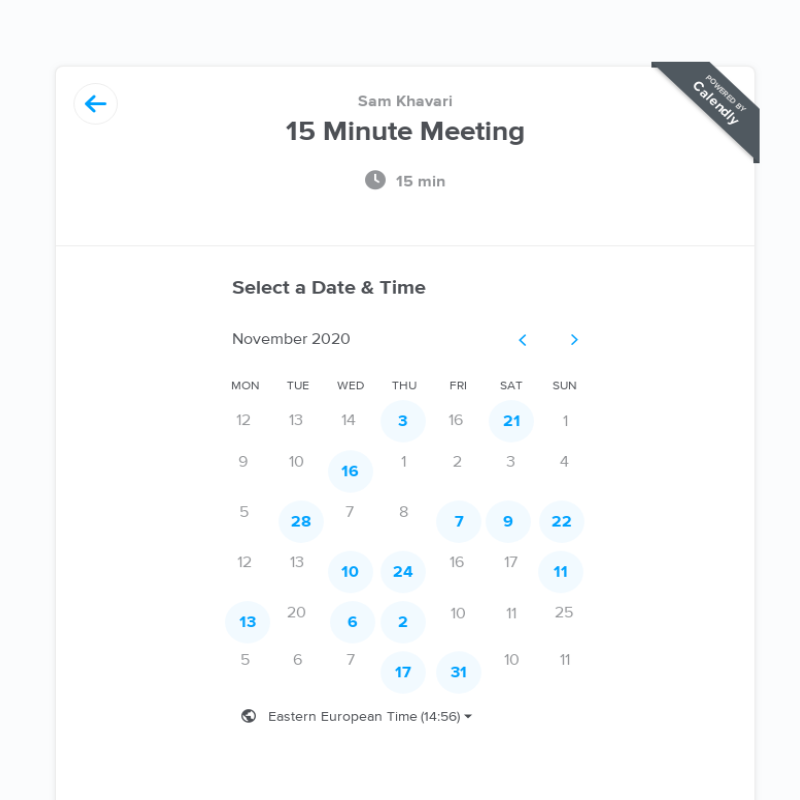 POWERED BY
Calendly
Sam Khavari
15 Minute Meeting
15 min
Select a Date & Time
November 2020
MON TUE WED THU FRI SAT SUN
12 13 14 3 16 21 1
9 10 16 1 2 3 4
5 28 7 8 7 9 22
12 13 10 24 16 17 11
13 20 6 2 10 11 25
5 6 7 17 31 10 11
Eastern European Time (14:56)